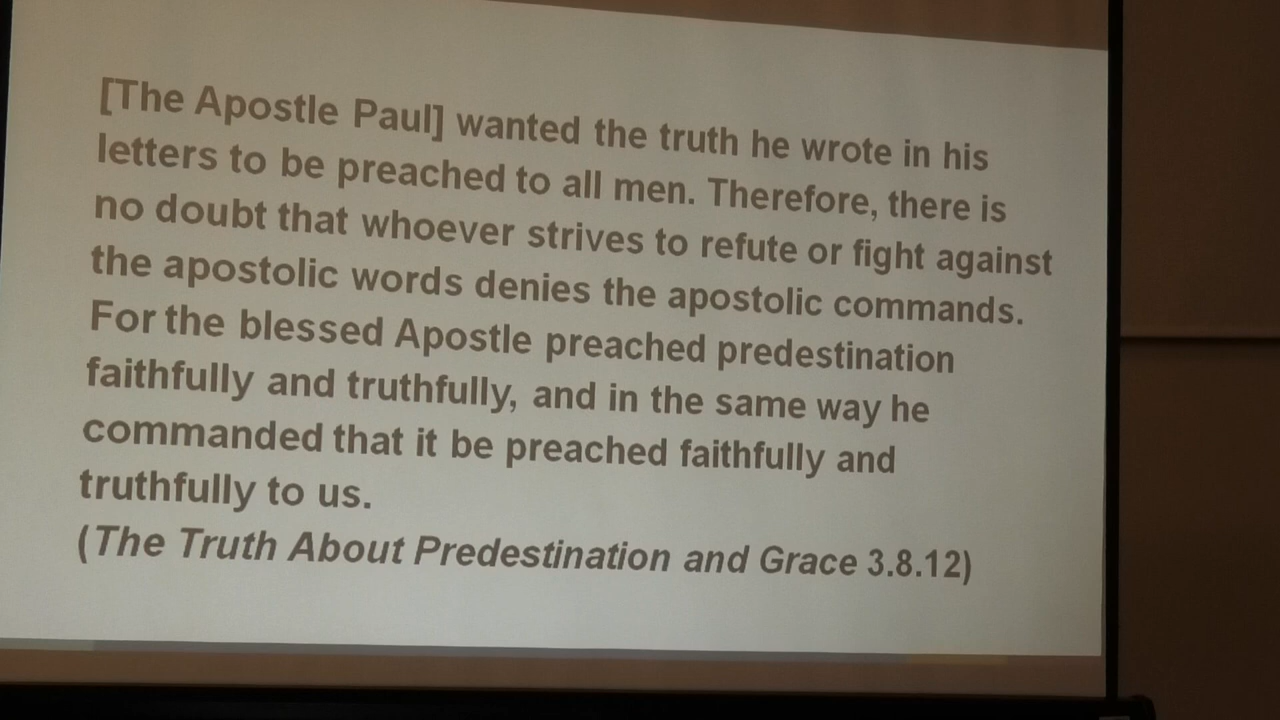 [The Apostle Paul] wanted the truth he wrote in his
letters to be preached to all men. Therefore, there is
no doubt that whoever strives to refute or fight against
the apostolic words denies the apostolic commands.
For the blessed Apostle preached predestination
faithfully and truthfully, and in the same way he
commanded that it be preached faithfully and
truthfully to us.
(The Truth About Predestination and Grace 3.8.12)